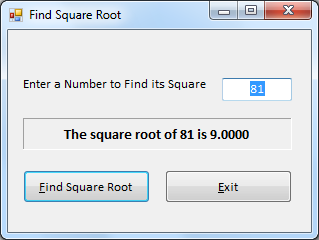 Find Square Root
Enter a Number to Find its Square
81
The square root of 81 is 9.0000
Find Square Root
Exit